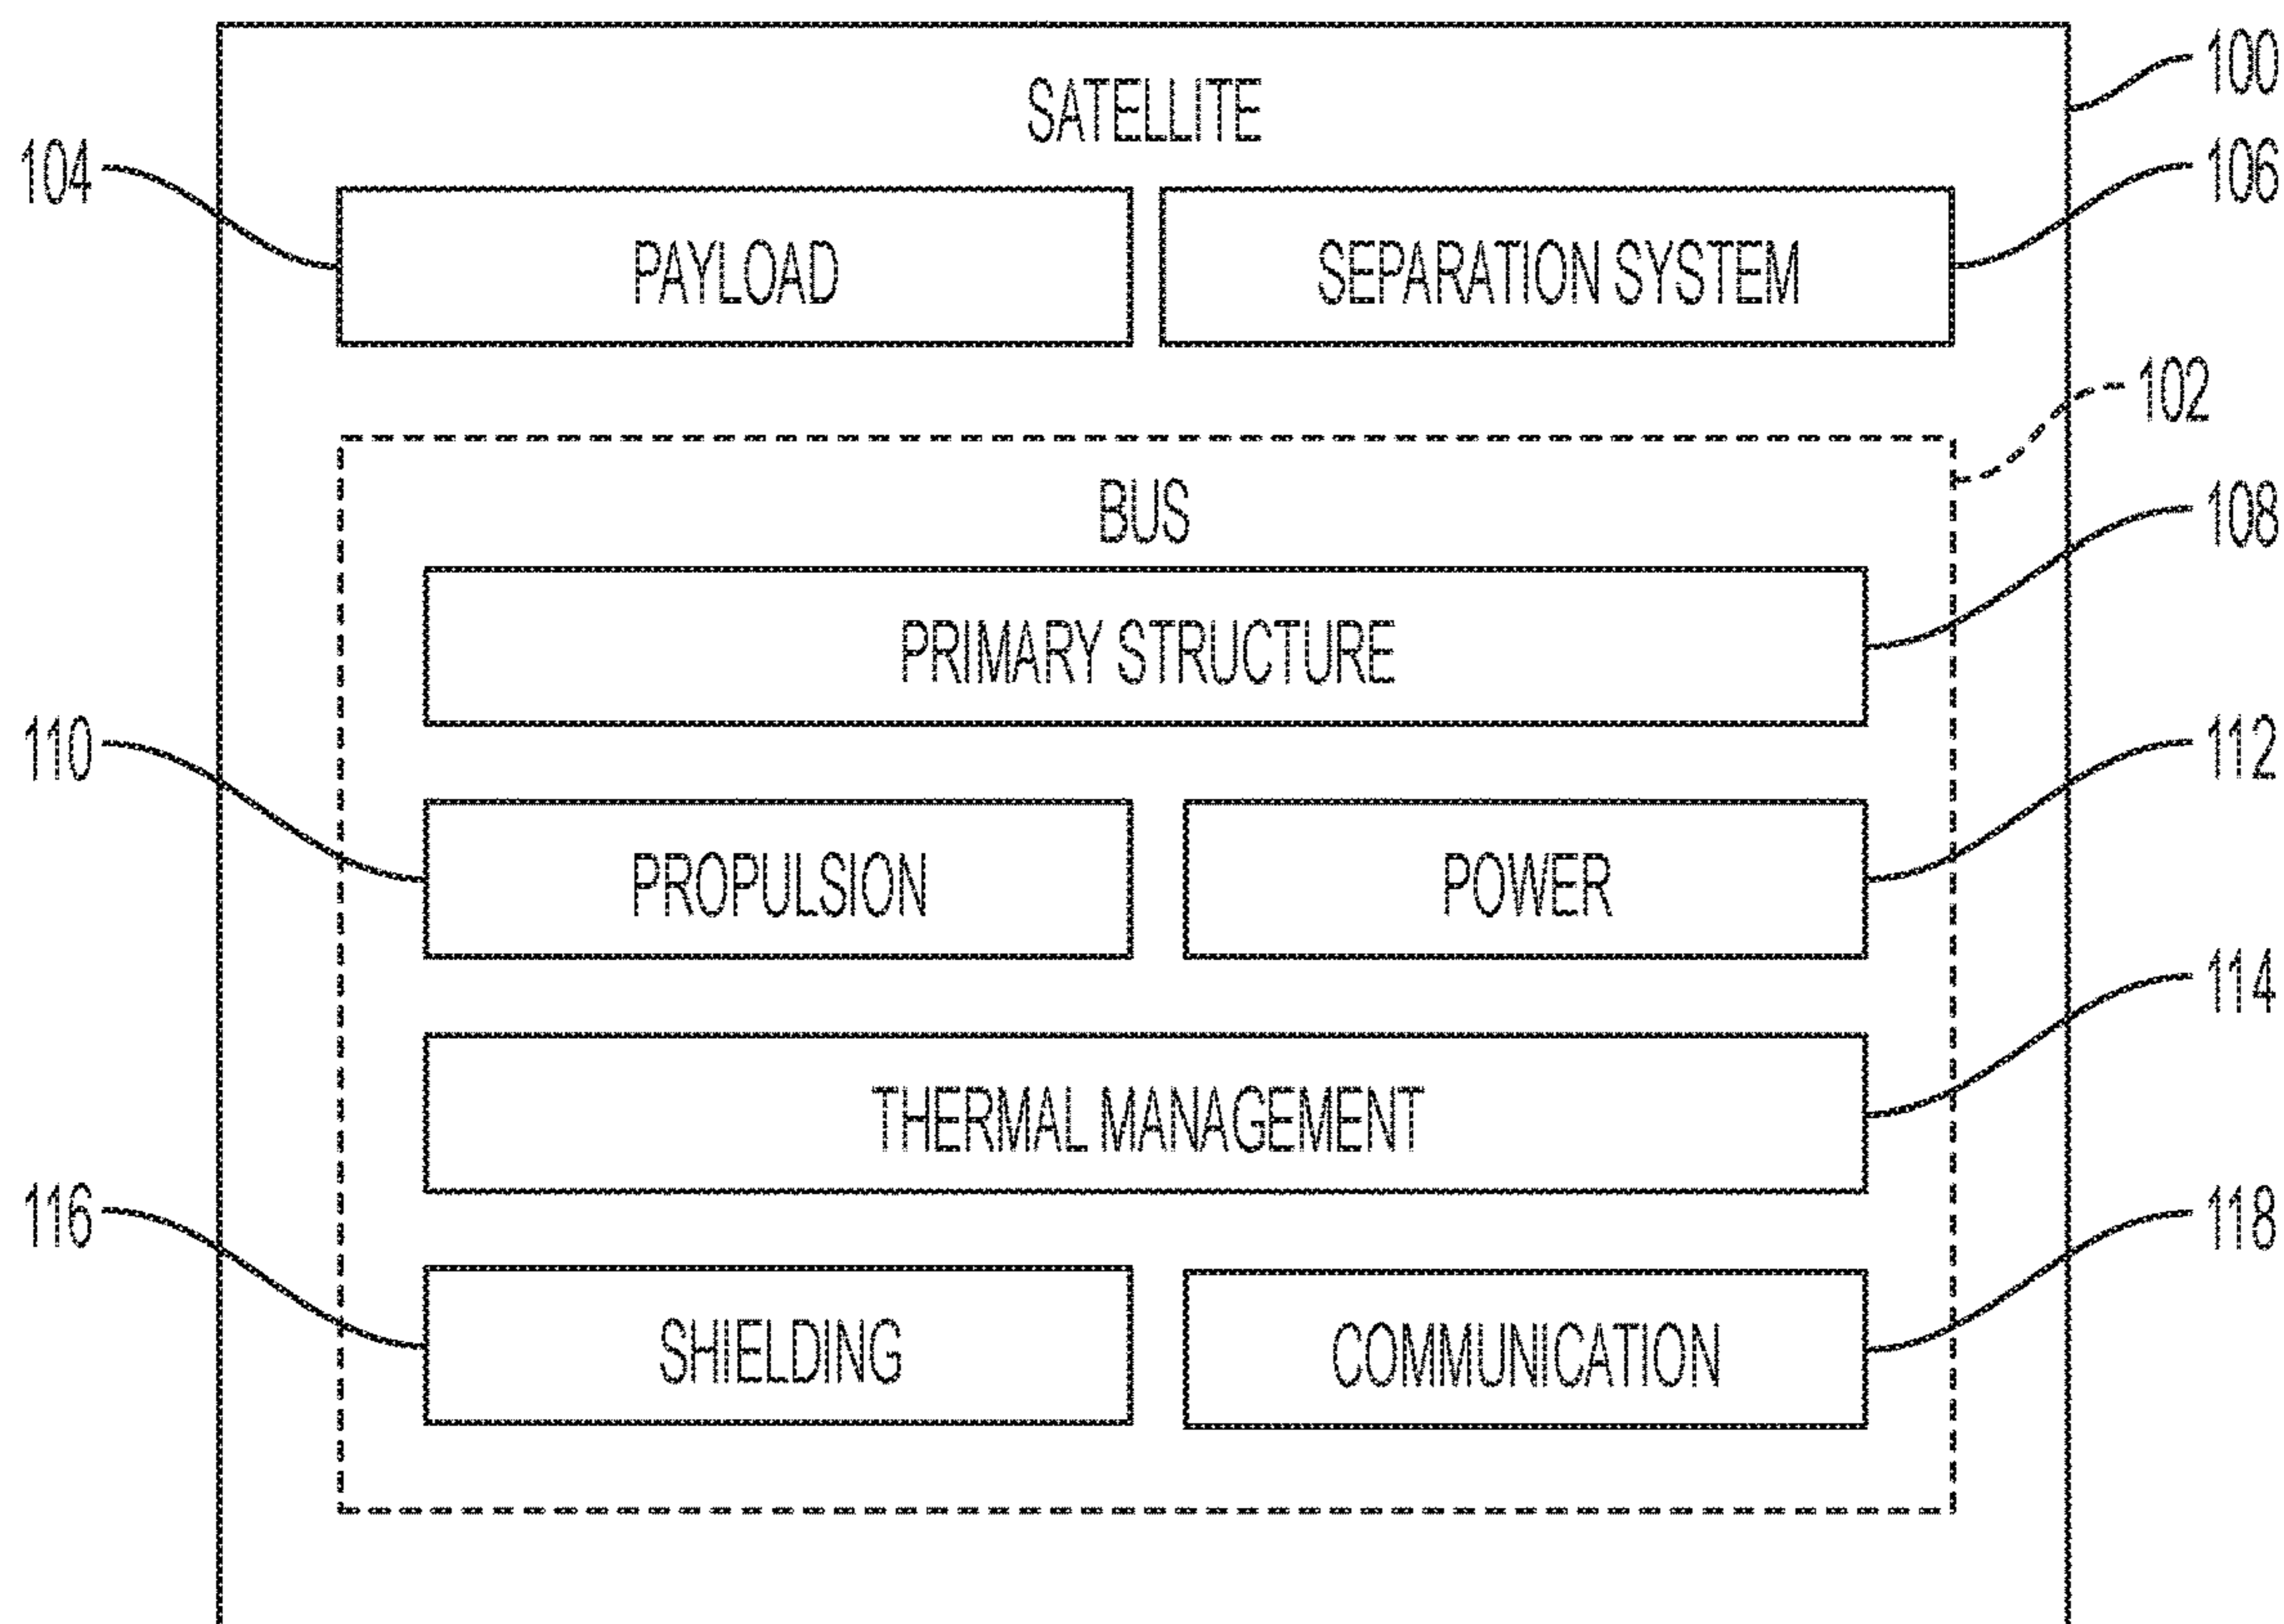 SATELLITE
100
104
106
PAYLOAD
SEPARATION SYSTEM
102
BUS
108
PRIMARY STRUCTURE
110
112
PROPULSION
POWER
114
THERMAL MANAGEMENT
116
118
SHIELDING
COMMUNICATION